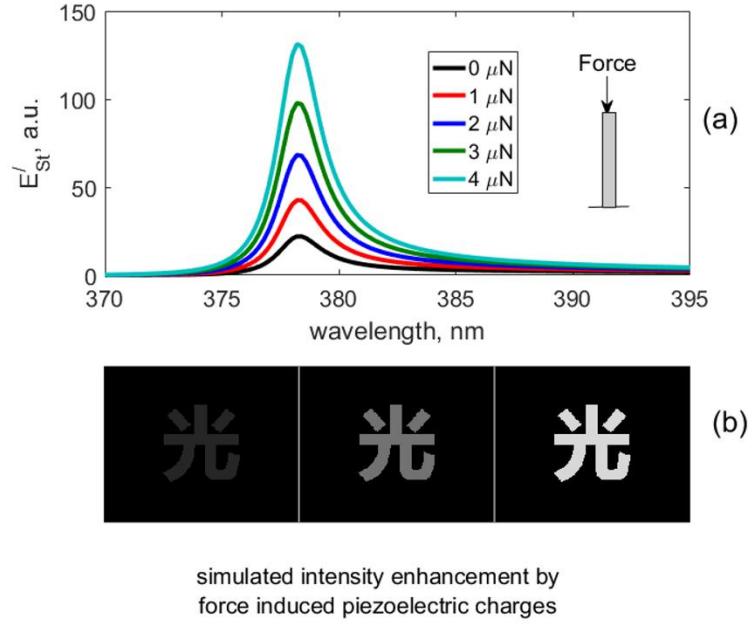 150
100
50
0
E/St, a.u.
0 μN
1 μN
2 μN
3 μN
4 μN
Force
(a)
370 375 380 385 390 395
wavelength, nm
光 光 光
(b)
simulated intensity enhancement by
force induced piezoelectric charges